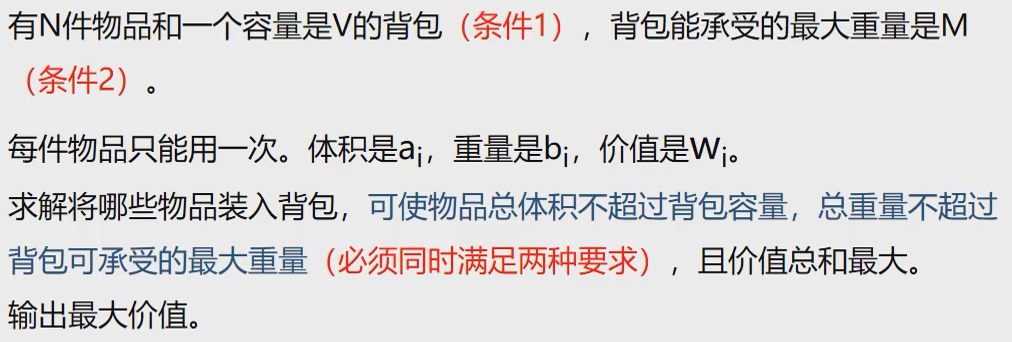 有N件物品和一个容量是V的背包（条件1），背包能承受的最大重量是M
（条件2）。
每件物品只能用一次。体积是aᵢ，重量是bᵢ，价值是Wᵢ。
求解将哪些物品装入背包，可使物品总体积不超过背包容量，总重量不超过
背包可承受的最大重量（必须同时满足两种要求），且价值总和最大。
输出最大价值。